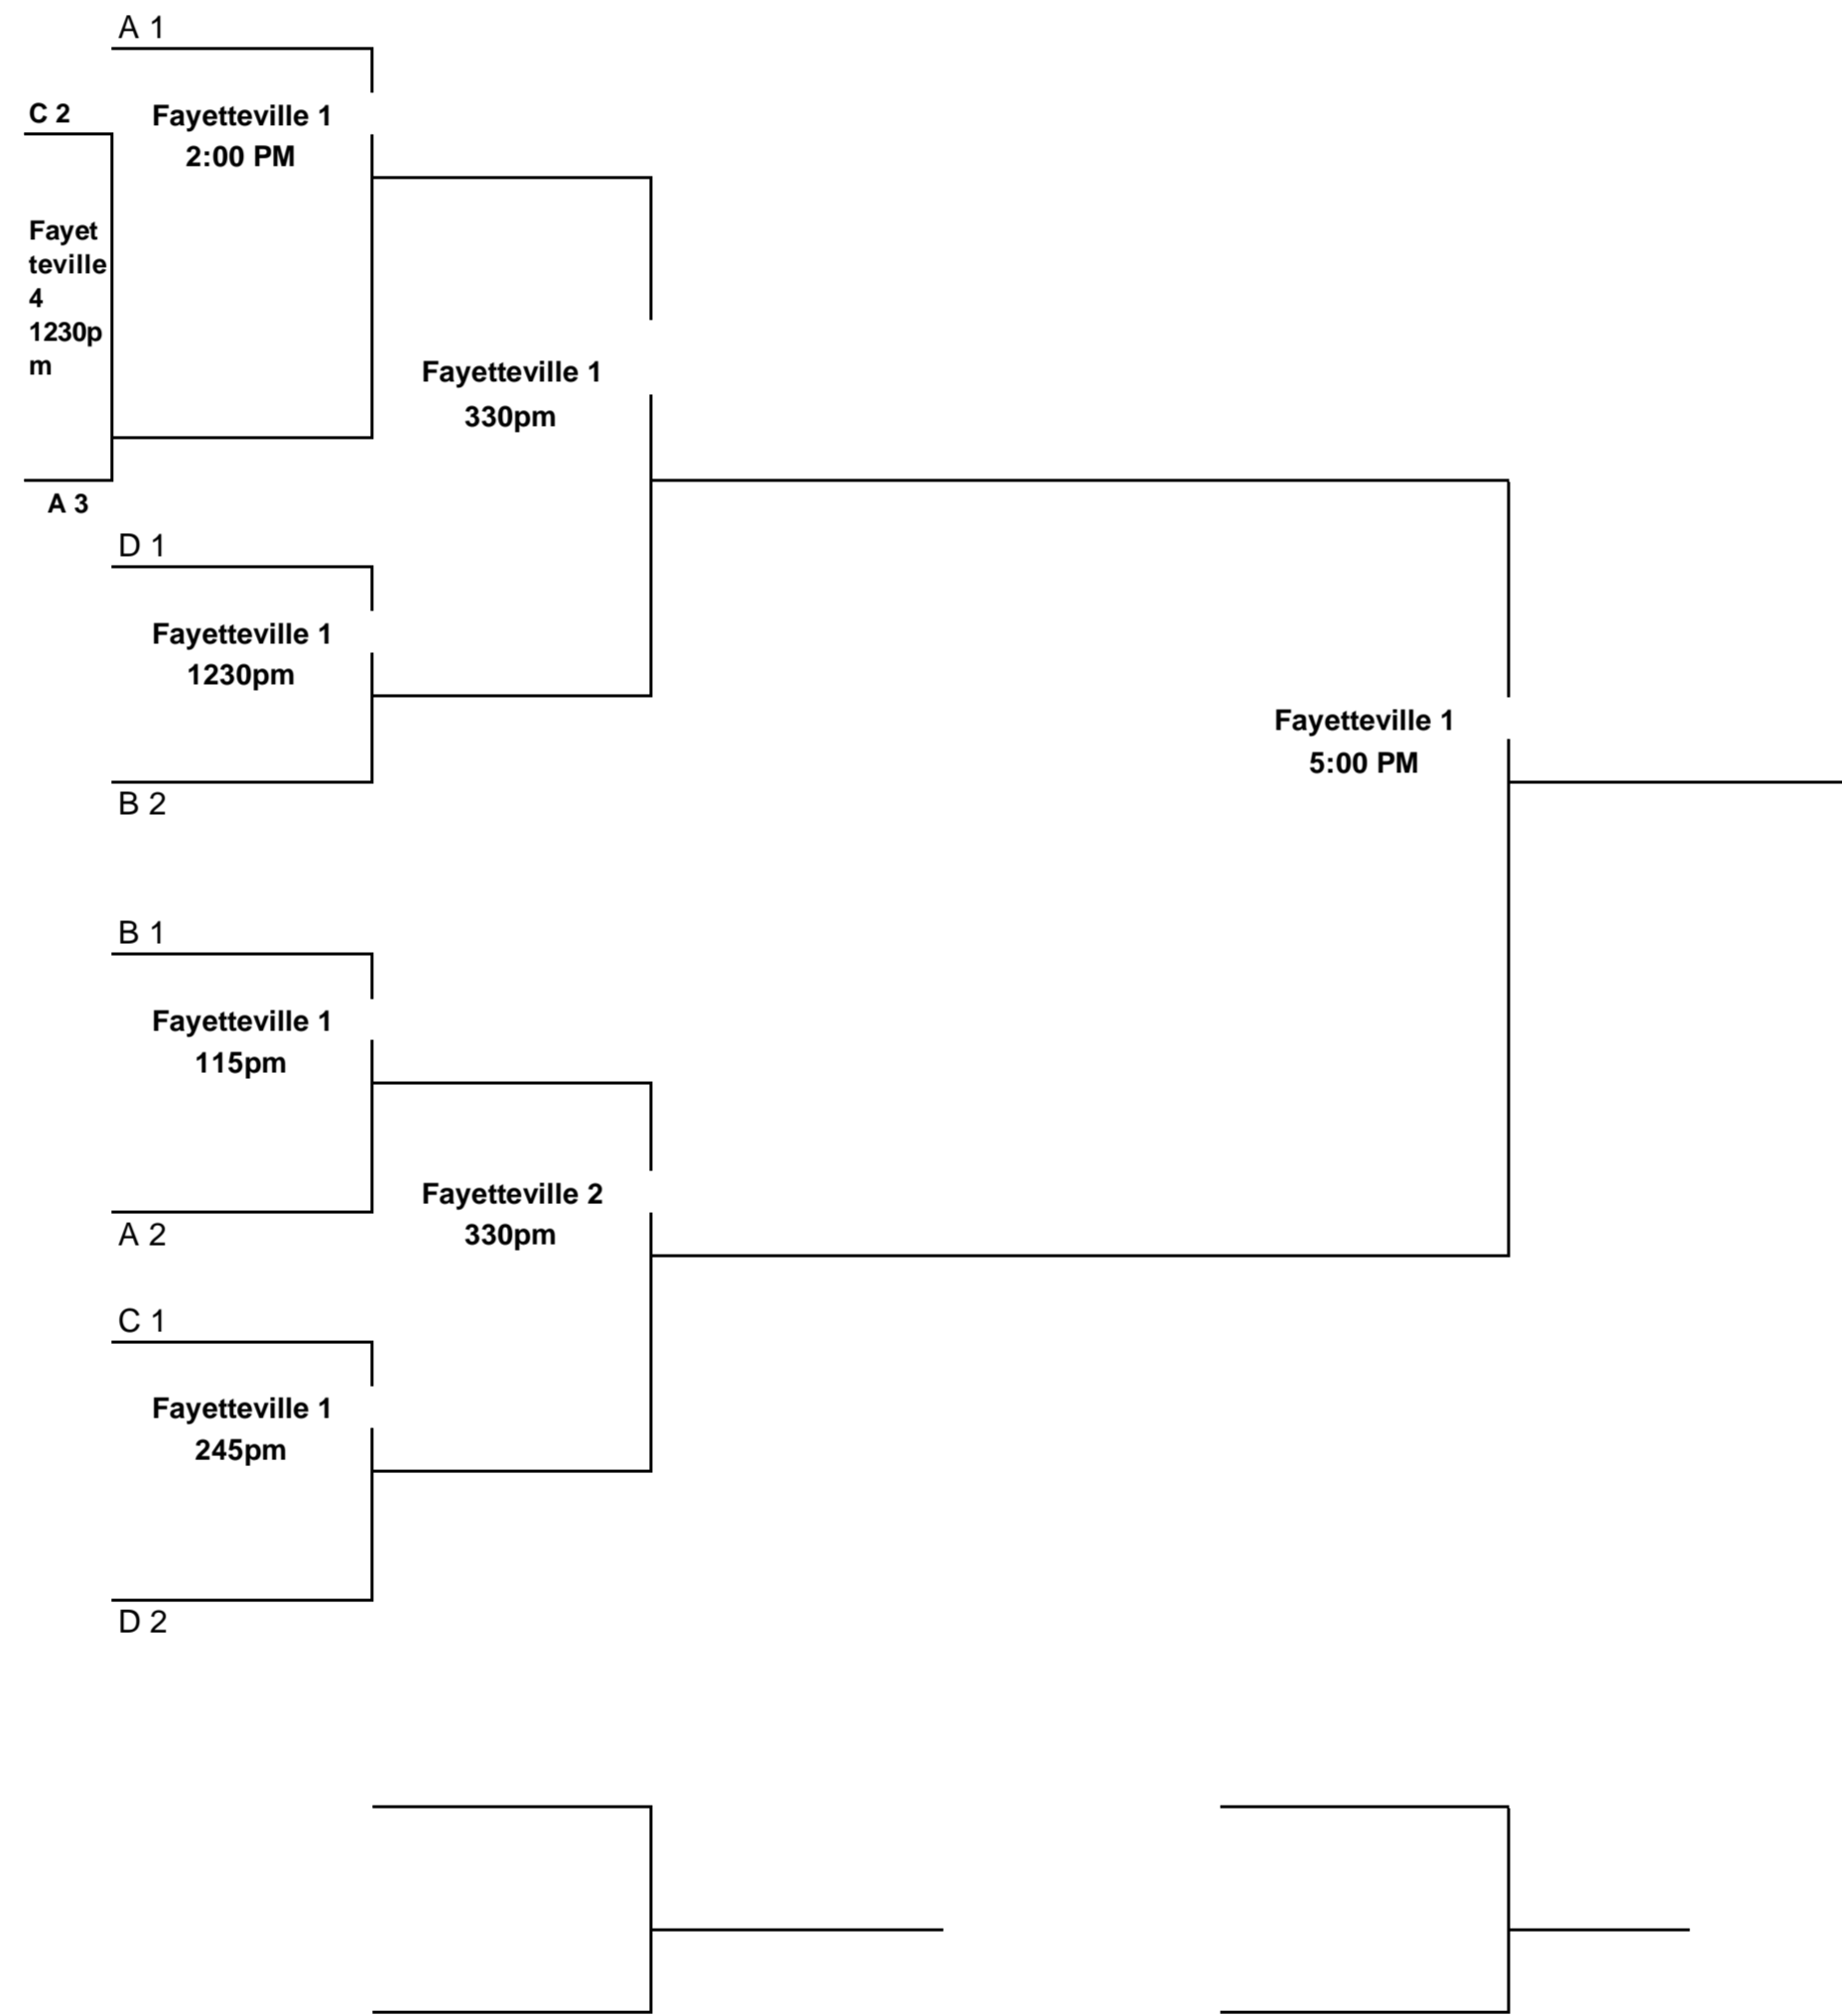 A 1
C 2
Fayetteville 1
2:00 PM
Fayet
teville
4
1230p
m
Fayetteville 1
330pm
A 3
D 1
Fayetteville 1
1230pm
B 2
Fayetteville 1
5:00 PM
B 1
Fayetteville 1
115pm
A 2
Fayetteville 2
330pm
C 1
Fayetteville 1
245pm
D 2